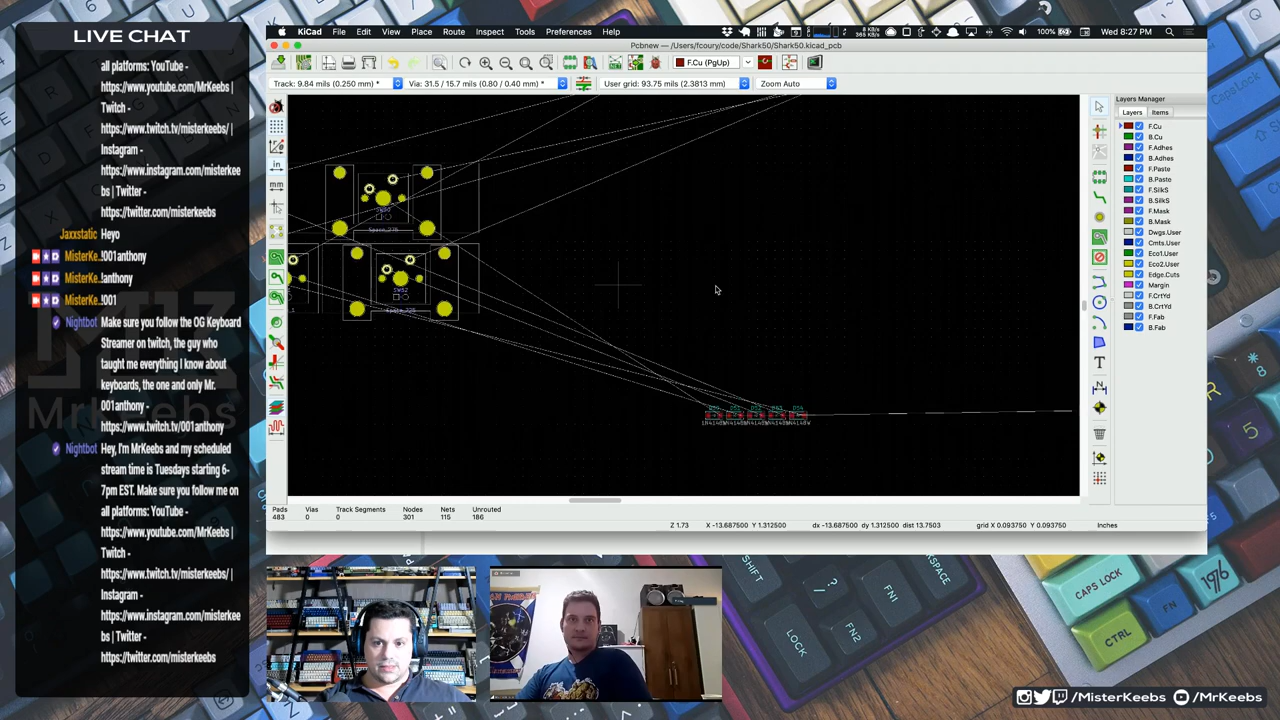 LIVE CHAT
all platforms: YouTube -
https://www.youtube.com/MrKeebs
| Twitch -
https://www.twitch.tv/misterkeebs/ |
Instagram -
https://www.instagram.com/misterkee
bs | Twitter -
https://twitter.com/misterkeebs
Jaxxstatic Heyo
MisterKe.. !001anthony
MisterKe.. !anthony
MisterKe.. !001
Nightbot Make sure you follow the OG Keyboard
Streamer on twitch, the guy who
taught me everything I know about
keyboards, the one and only Mr.
001anthony -
https://www.twitch.tv/001anthony
Nightbot Hey, I'm MrKeebs and my scheduled
stream time is Tuesdays starting 6-
7pm EST. Make sure you follow me on
all platforms: YouTube -
https://www.youtube.com/MrKeebs
| Twitch -
https://www.twitch.tv/misterkeebs/ |
Instagram -
https://www.instagram.com/misterkee
bs | Twitter -
https://twitter.com/misterkeebs
KiCad File Edit View Place Route Inspect Tools Preferences Help
100% Wed 8:27 PM
Pcbnew — /Users/fcoury/code/Shark50/Shark50.kicad_pcb
F.Cu (PgUp)
Track: 9.84 mils (0.250 mm) *
Via: 31.5 / 15.7 mils (0.80 / 0.40 mm) *
User grid: 93.75 mils (2.3813 mm)
Zoom Auto
in
mm
Layers Manager
Layers Items
F.Cu
B.Cu
F.Adhes
B.Adhes
F.Paste
B.Paste
F.SilkS
B.SilkS
F.Mask
B.Mask
Dwgs.User
Cmts.User
Eco1.User
Eco2.User
Edge.Cuts
Margin
F.CrtYd
B.CrtYd
F.Fab
B.Fab
Pads Vias Track Segments Nodes Nets Unrouted
483 0 0 301 115 186
Z 1.73 X -13.687500 Y 1.312500 dx -13.687500 dy 1.312500 dist 13.7503 grid X 0.093750 Y 0.093750 Inches
SHIFT
?
/
FN1
FN2
LOCK
CAPS LOCK
CTRL
FN
1%
/MisterKeebs /MrKeebs